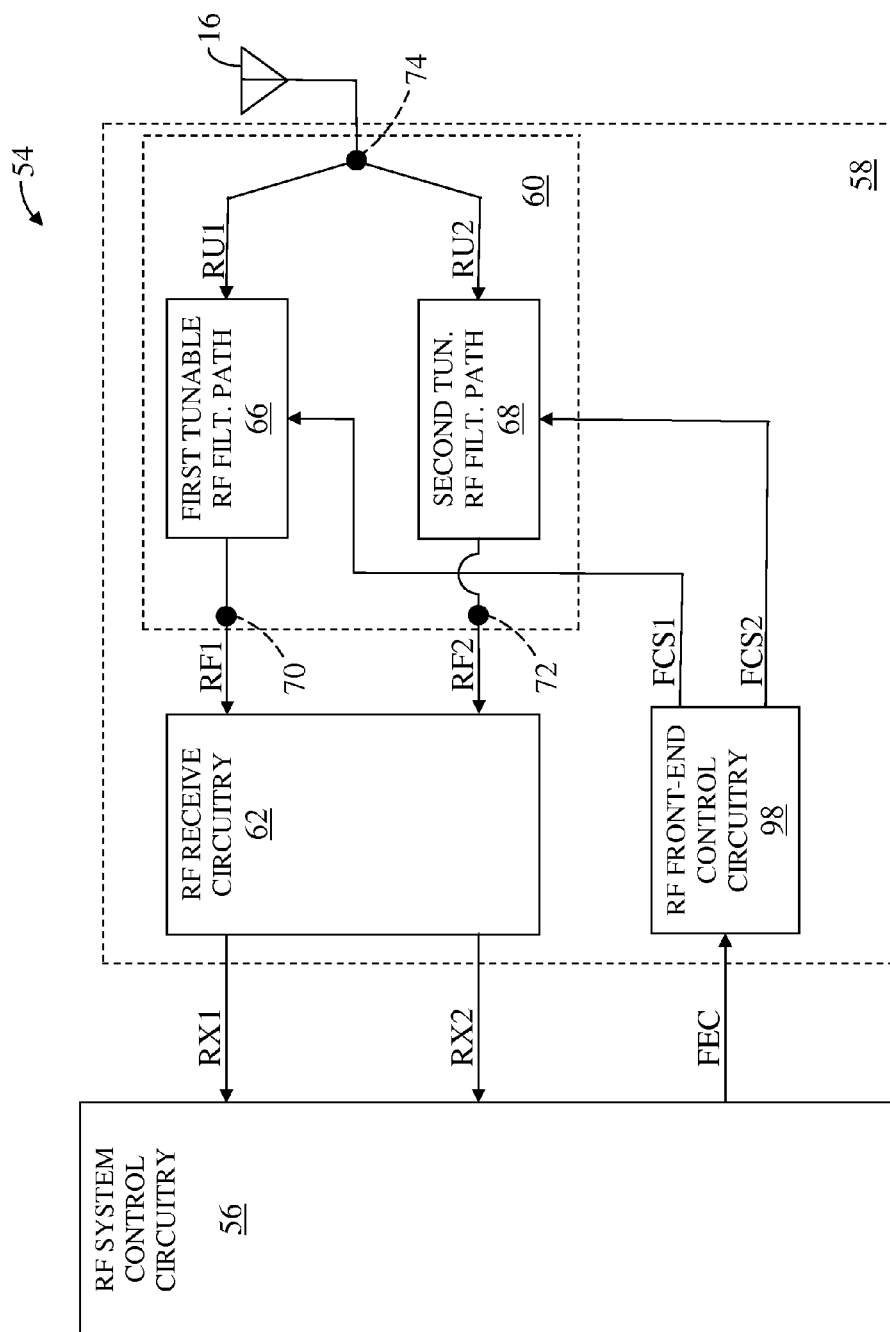 54
16
74
RF SYSTEM
CONTROL
CIRCUITRY
56
RX1
RX2
FEC
RF RECEIVE
CIRCUITRY
62
RF1
70
RF2
72
FIRST TUNABLE
RF FILT. PATH
66
RU1
SECOND TUN.
RF FILT. PATH
68
RU2
60
RF FRONT-END
CONTROL
CIRCUITRY
98
FCS1
FCS2
58